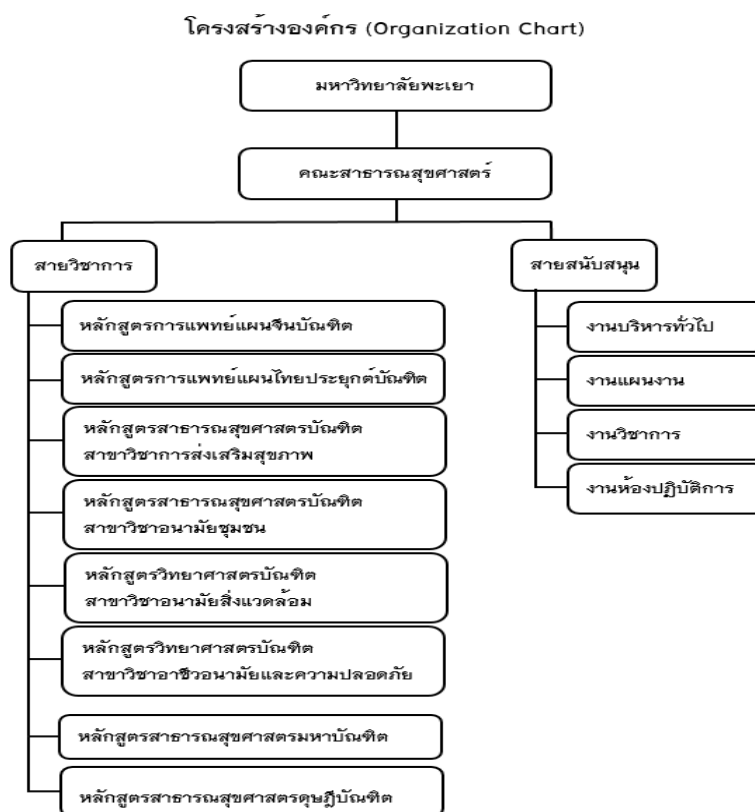 โครงสร้างองค์กร (Organization Chart)
มหาวิทยาลัยพะเยา
คณะสาธารณสุขศาสตร์
สายวิชาการ
หลักสูตรการแพทย์แผนจีนบัณฑิต
หลักสูตรการแพทย์แผนไทยประยุกต์บัณฑิต
หลักสูตรสาธารณสุขศาสตรบัณฑิต
สาขาวิชาการส่งเสริมสุขภาพ
หลักสูตรสาธารณสุขศาสตรบัณฑิต
สาขาวิชาอนามัยชุมชน
หลักสูตรวิทยาศาสตรบัณฑิต
สาขาวิชาอนามัยสิ่งแวดล้อม
หลักสูตรวิทยาศาสตรบัณฑิต
สาขาวิชาอาชีวอนามัยและความปลอดภัย
หลักสูตรสาธารณสุขศาสตรมหาบัณฑิต
หลักสูตรสาธารณสุขศาสตรดุษฎีบัณฑิต
สายสนับสนุน
งานบริหารทั่วไป
งานแผนงาน
งานวิชาการ
งานห้องปฏิบัติการ